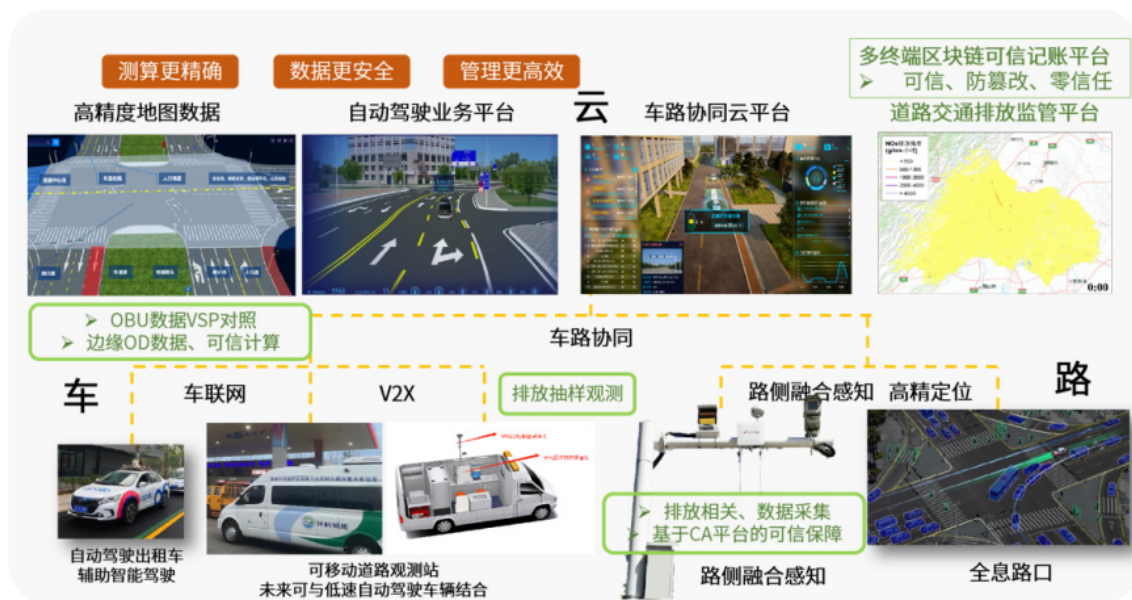 测算更精确
数据更安全
管理更高效
多终端区块链可信记账平台
➢ 可信、防篡改、零信任
高精度地图数据
自动驾驶业务平台
云
车路协同云平台
道路交通排放监管平台
0:00
➢ OBU数据VSP对照
➢ 边缘OD数据、可信计算
车路协同
车
车联网
V2X
排放抽样观测
路侧融合感知
高精定位
路
➢ 排放相关、数据采集
➢ 基于CA平台的可信保障
自动驾驶出租车
辅助智能驾驶
可移动道路观测站
未来可与低速自动驾驶车辆结合
路侧融合感知
全息路口